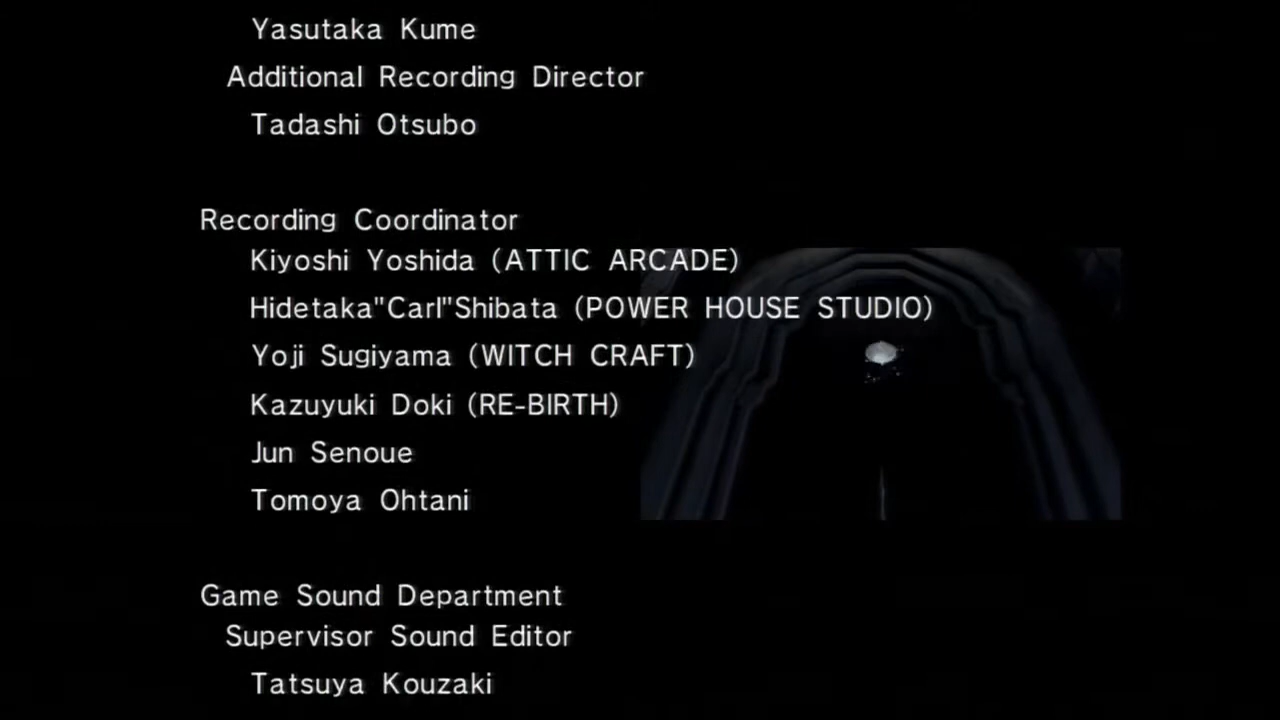 Yasutaka Kume
Additional Recording Director
Tadashi Otsubo
Recording Coordinator
Kiyoshi Yoshida (ATTIC ARCADE)
Hidetaka"Carl"Shibata (POWER HOUSE STUDIO)
Yoji Sugiyama (WITCH CRAFT)
Kazuyuki Doki (RE-BIRTH)
Jun Senoue
Tomoya Ohtani
Game Sound Department
Supervisor Sound Editor
Tatsuya Kouzaki